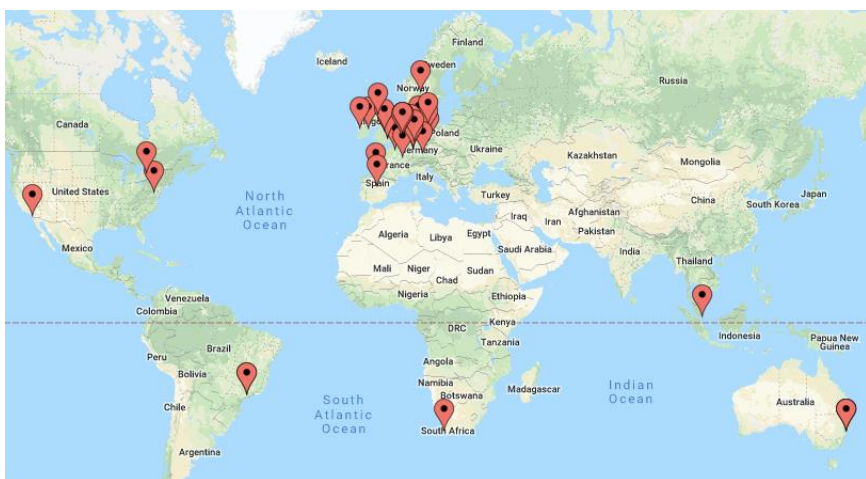 Iceland
Finland
Sweden
Norway
Russia
Canada
Poland
Germany
Ukraine
France
Kazakhstan
Mongolia
United States
North
Atlantic
Ocean
Spain
Italy
Turkey
China
South Korea
Japan
Iraq
Iran
Afghanistan
Pakistan
Mexico
Algeria
Libya
Egypt
Saudi Arabia
India
Thailand
Mali
Niger
Chad
Sudan
Nigeria
Ethiopia
Venezuela
Colombia
DRC
Kenya
Indonesia
Papua New
Guinea
Tanzania
Peru
Brazil
Bolivia
Angola
Namibia
Botswana
Madagascar
Indian
Ocean
Chile
South
Atlantic
Ocean
Australia
South Africa
Argentina